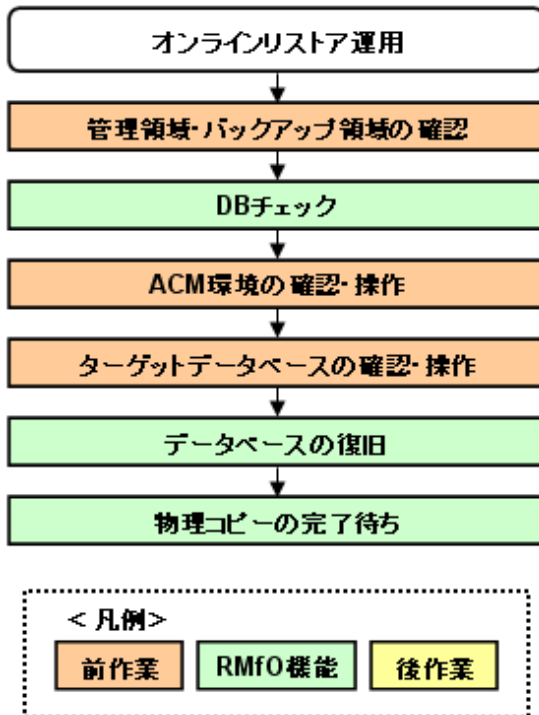 オンラインリストア運用
管理領域・バックアップ領域の確認
DBチェック
ACM環境の確認・操作
ターゲットデータベースの確認・操作
データベースの復旧
物理コピーの完了待ち
<凡例>
前作業 RMfO機能 後作業